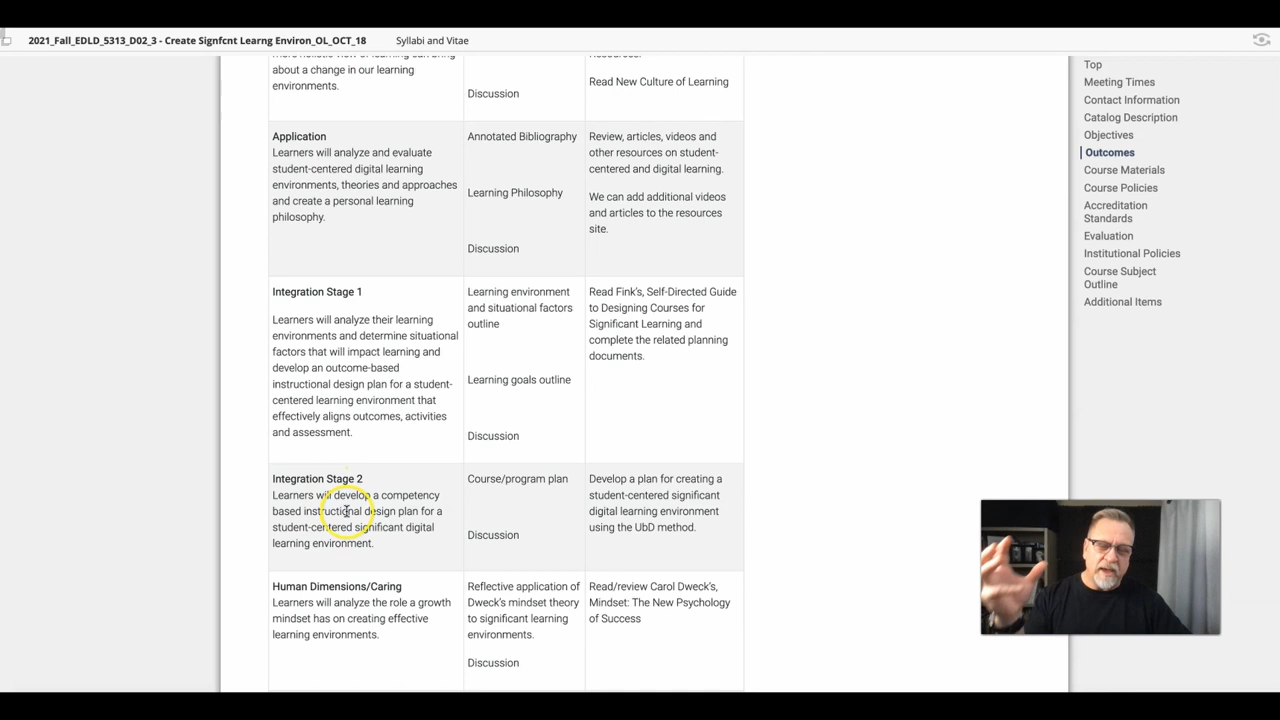 2021_Fall_EDLD_5313_D02_3 - Create Signfcnt Learng Environ_OL_OCT_18
Syllabi and Vitae
about a change in our learning
environments.
Discussion
Read New Culture of Learning
Application
Learners will analyze and evaluate
student-centered digital learning
environments, theories and approaches
and create a personal learning
philosophy.
Annotated Bibliography
Learning Philosophy
Discussion
Review, articles, videos and
other resources on student-
centered and digital learning.
We can add additional videos
and articles to the resources
site.
Integration Stage 1
Learners will analyze their learning
environments and determine situational
factors that will impact learning and
develop an outcome-based
instructional design plan for a student-
centered learning environment that
effectively aligns outcomes, activities
and assessment.
Learning environment
and situational factors
outline
Learning goals outline
Discussion
Read Fink's, Self-Directed Guide
to Designing Courses for
Significant Learning and
complete the related planning
documents.
Integration Stage 2
Learners will develop a competency
based instructional design plan for a
student-centered significant digital
learning environment.
Course/program plan
Discussion
Develop a plan for creating a
student-centered significant
digital learning environment
using the UbD method.
Human Dimensions/Caring
Learners will analyze the role a growth
mindset has on creating effective
learning environments.
Reflective application of
Dweck's mindset theory
to significant learning
environments.
Discussion
Read/review Carol Dweck's,
Mindset: The New Psychology
of Success
Top
Meeting Times
Contact Information
Catalog Description
Objectives
Outcomes
Course Materials
Course Policies
Accreditation
Standards
Evaluation
Institutional Policies
Course Subject
Outline
Additional Items